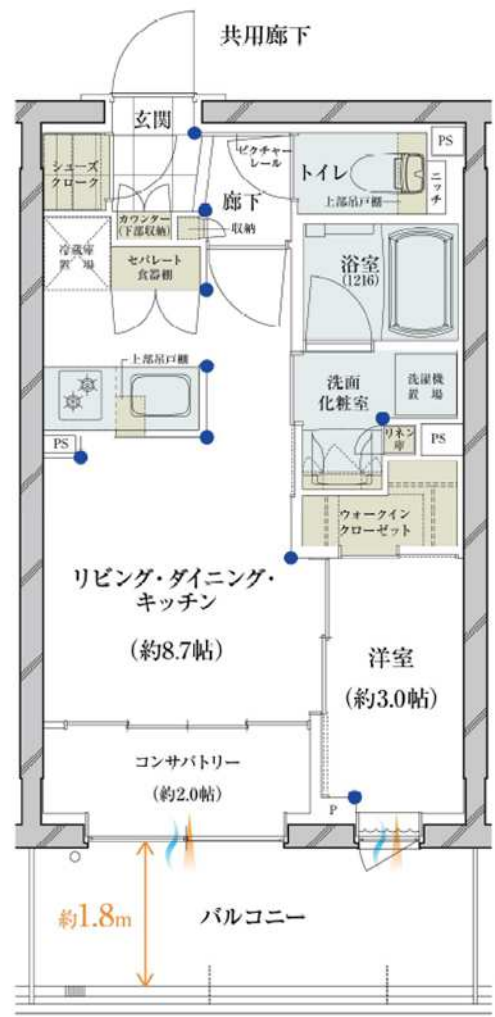 共用廊下
玄関
PS
シューズ
クローク
ピクチャー
レール
トイレ
ニッチ
上部吊戸棚
廊下
カウンター
(下部収納)
収納
冷蔵庫
置場
セパレート
食器棚
浴室
(1216)
上部吊戸棚
洗面
化粧室
洗濯機
置場
リネン
庫
PS
PS
ウォークイン
クローゼット
リビング・ダイニング・
キッチン
(約8.7帖)
洋室
(約3.0帖)
コンサバトリー
(約2.0帖)
P
約1.8m
バルコニー